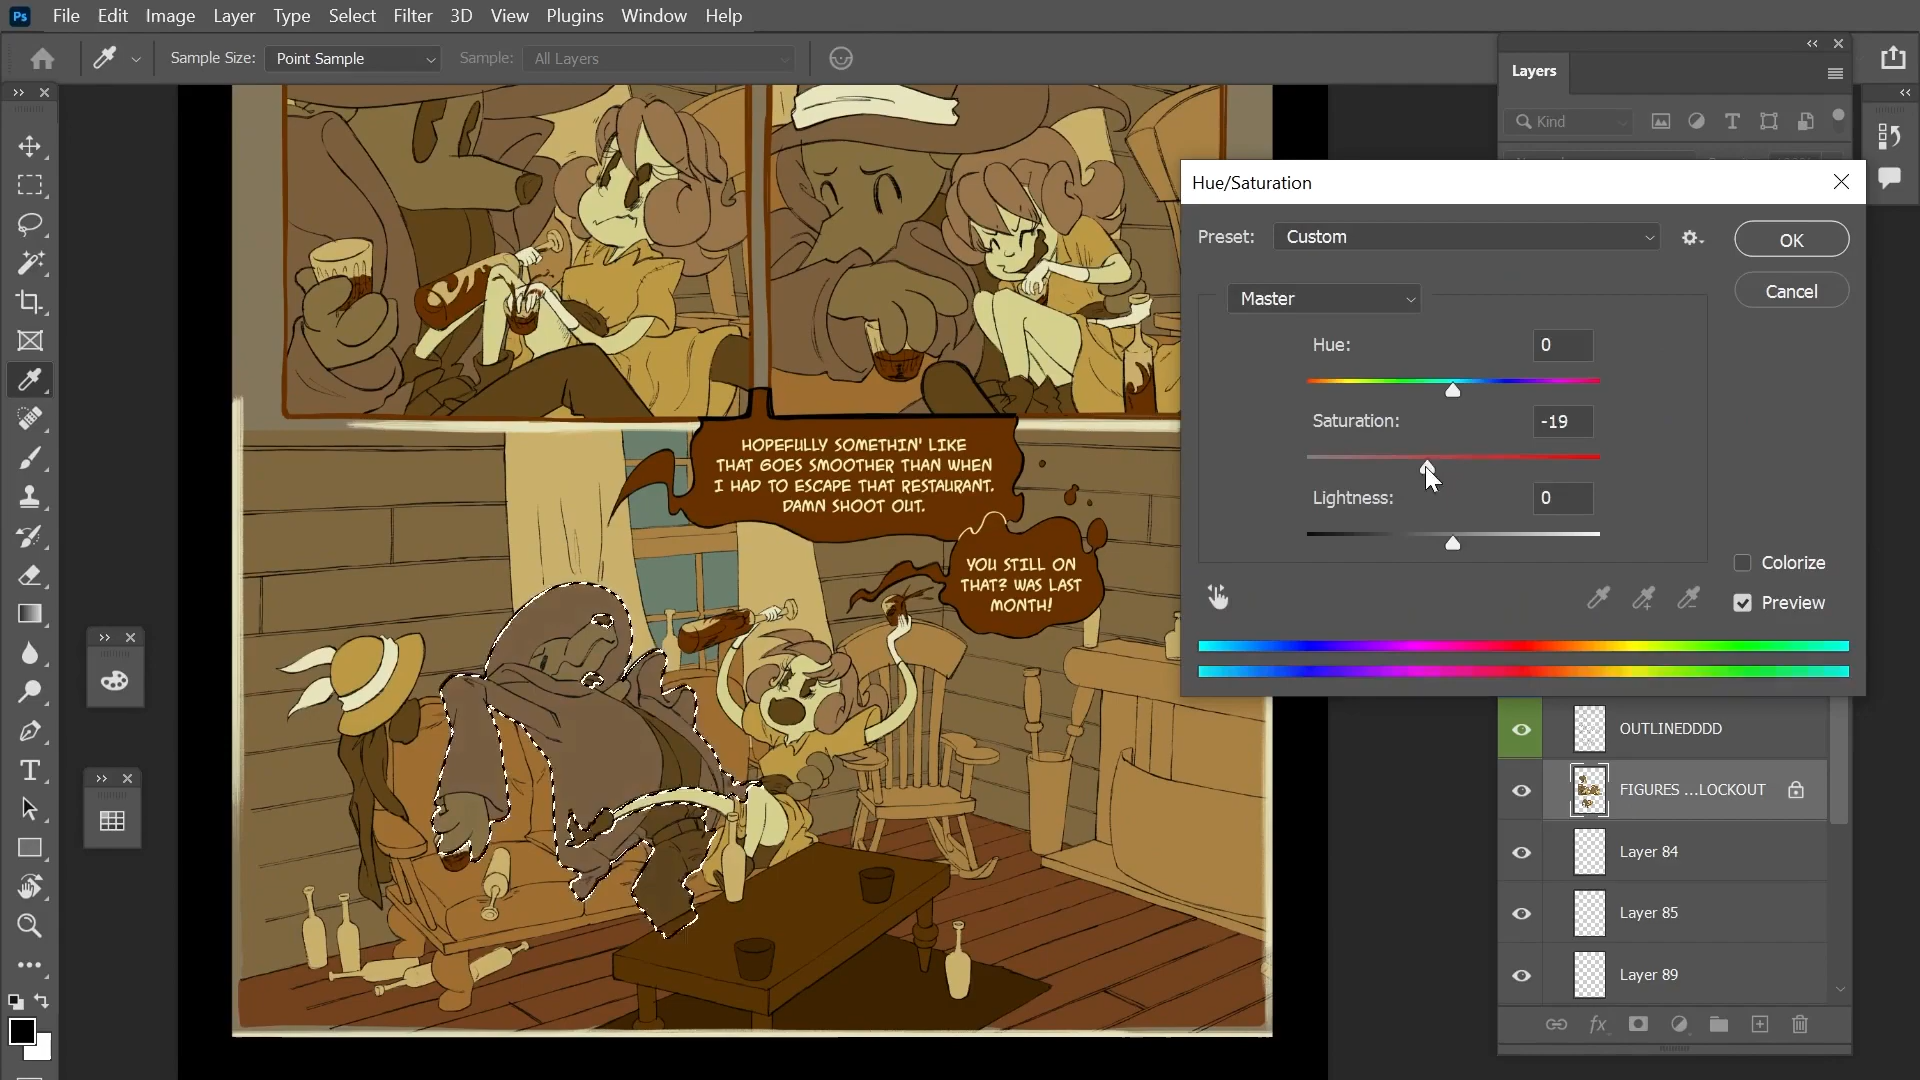 Ps File Edit Image Layer Type Select Filter 3D View Plugins Window Help
Sample Size: Point Sample Sample: All Layers
Layers
Kind
Hue/Saturation
Preset: Custom
OK
Cancel
Master
Hue: 0
Saturation: -19
Lightness: 0
Colorize
Preview
HOPEFULLY SOMETHIN' LIKE
THAT GOES SMOOTHER THAN WHEN
I HAD TO ESCAPE THAT RESTAURANT.
DAMN SHOOT OUT.
YOU STILL ON
THAT? WAS LAST
MONTH!
OUTLINEDDDD
FIGURES ...LOCKOUT
Layer 84
Layer 85
Layer 89
fx